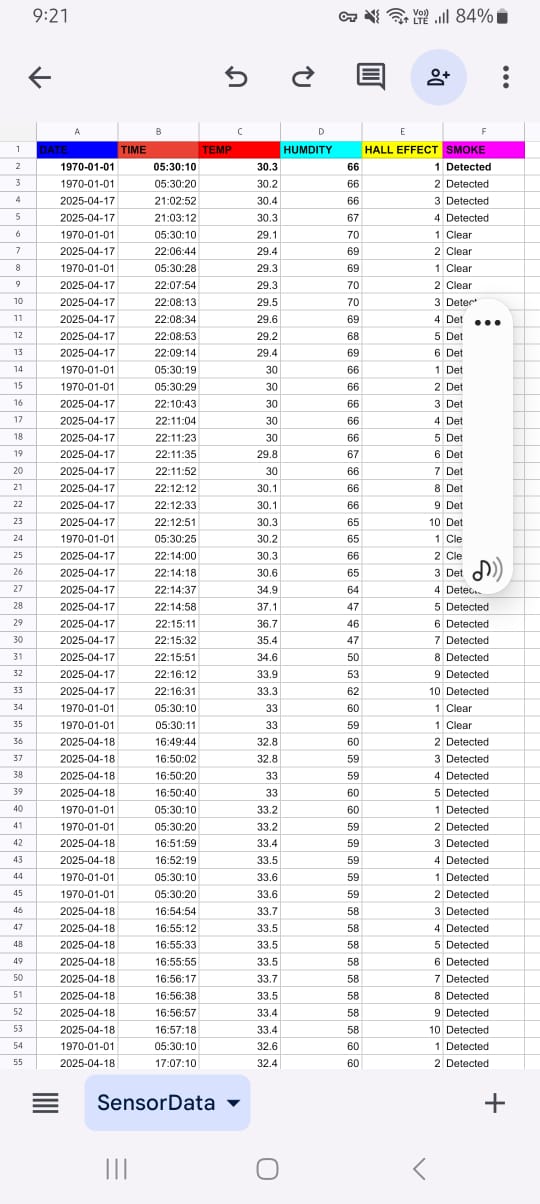 9:21 Vo)) LTE 84%
A B C D E F
1 DATE TIME TEMP HUMDITY HALL EFFECT SMOKE
2 1970-01-01 05:30:10 30.3 66 1 Detected
3 1970-01-01 05:30:20 30.2 66 2 Detected
4 2025-04-17 21:02:52 30.4 66 3 Detected
5 2025-04-17 21:03:12 30.3 67 4 Detected
6 1970-01-01 05:30:10 29.1 70 1 Clear
7 2025-04-17 22:06:44 29.4 69 2 Clear
8 1970-01-01 05:30:28 29.3 69 1 Clear
9 2025-04-17 22:07:54 29.3 70 2 Clear
10 2025-04-17 22:08:13 29.5 70 3 Detec
11 2025-04-17 22:08:34 29.6 69 4 Det
12 2025-04-17 22:08:53 29.2 68 5 Det
13 2025-04-17 22:09:14 29.4 69 6 Det
14 1970-01-01 05:30:19 30 66 1 Det
15 1970-01-01 05:30:29 30 66 2 Det
16 2025-04-17 22:10:43 30 66 3 Det
17 2025-04-17 22:11:04 30 66 4 Det
18 2025-04-17 22:11:23 30 66 5 Det
19 2025-04-17 22:11:35 29.8 67 6 Det
20 2025-04-17 22:11:52 30 66 7 Det
21 2025-04-17 22:12:12 30.1 66 8 Det
22 2025-04-17 22:12:33 30.1 66 9 Det
23 2025-04-17 22:12:51 30.3 65 10 Det
24 1970-01-01 05:30:25 30.2 65 1 Cle
25 2025-04-17 22:14:00 30.3 66 2 Cle
26 2025-04-17 22:14:18 30.6 65 3 Det
27 2025-04-17 22:14:37 34.9 64 4 Detec
28 2025-04-17 22:14:58 37.1 47 5 Detected
29 2025-04-17 22:15:11 36.7 46 6 Detected
30 2025-04-17 22:15:32 35.4 47 7 Detected
31 2025-04-17 22:15:51 34.6 50 8 Detected
32 2025-04-17 22:16:12 33.9 53 9 Detected
33 2025-04-17 22:16:31 33.3 62 10 Detected
34 1970-01-01 05:30:10 33 60 1 Clear
35 1970-01-01 05:30:11 33 59 1 Clear
36 2025-04-18 16:49:44 32.8 60 2 Detected
37 2025-04-18 16:50:02 32.8 59 3 Detected
38 2025-04-18 16:50:20 33 59 4 Detected
39 2025-04-18 16:50:40 33 60 5 Detected
40 1970-01-01 05:30:10 33.2 60 1 Detected
41 1970-01-01 05:30:20 33.2 59 2 Detected
42 2025-04-18 16:51:59 33.4 59 3 Detected
43 2025-04-18 16:52:19 33.5 59 4 Detected
44 1970-01-01 05:30:10 33.6 59 1 Detected
45 1970-01-01 05:30:20 33.6 59 2 Detected
46 2025-04-18 16:54:54 33.7 58 3 Detected
47 2025-04-18 16:55:12 33.5 58 4 Detected
48 2025-04-18 16:55:33 33.5 58 5 Detected
49 2025-04-18 16:55:55 33.5 58 6 Detected
50 2025-04-18 16:56:17 33.7 58 7 Detected
51 2025-04-18 16:56:38 33.5 58 8 Detected
52 2025-04-18 16:56:57 33.4 58 9 Detected
53 2025-04-18 16:57:18 33.4 58 10 Detected
54 1970-01-01 05:30:10 32.6 60 1 Detected
55 2025-04-18 17:07:10 32.4 60 2 Detected
SensorData